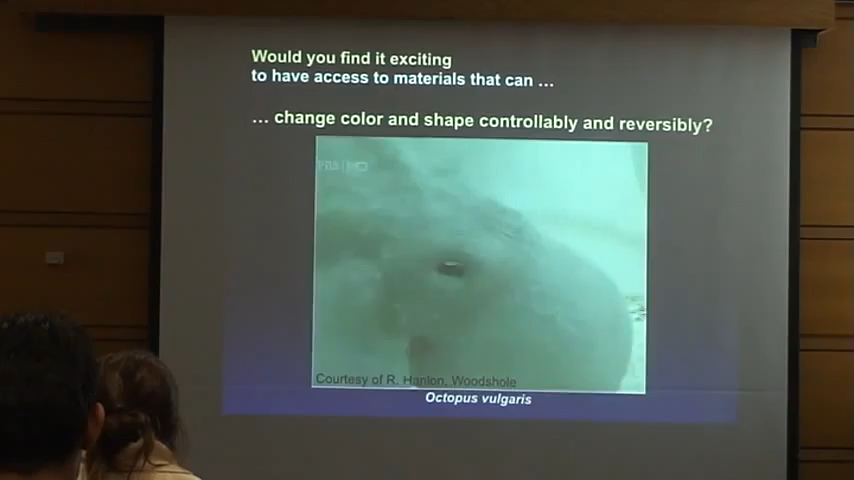 Would you find it exciting
to have access to materials that can ...
... change color and shape controllably and reversibly?
Courtesy of R. Hanlon, Woodshole
Octopus vulgaris